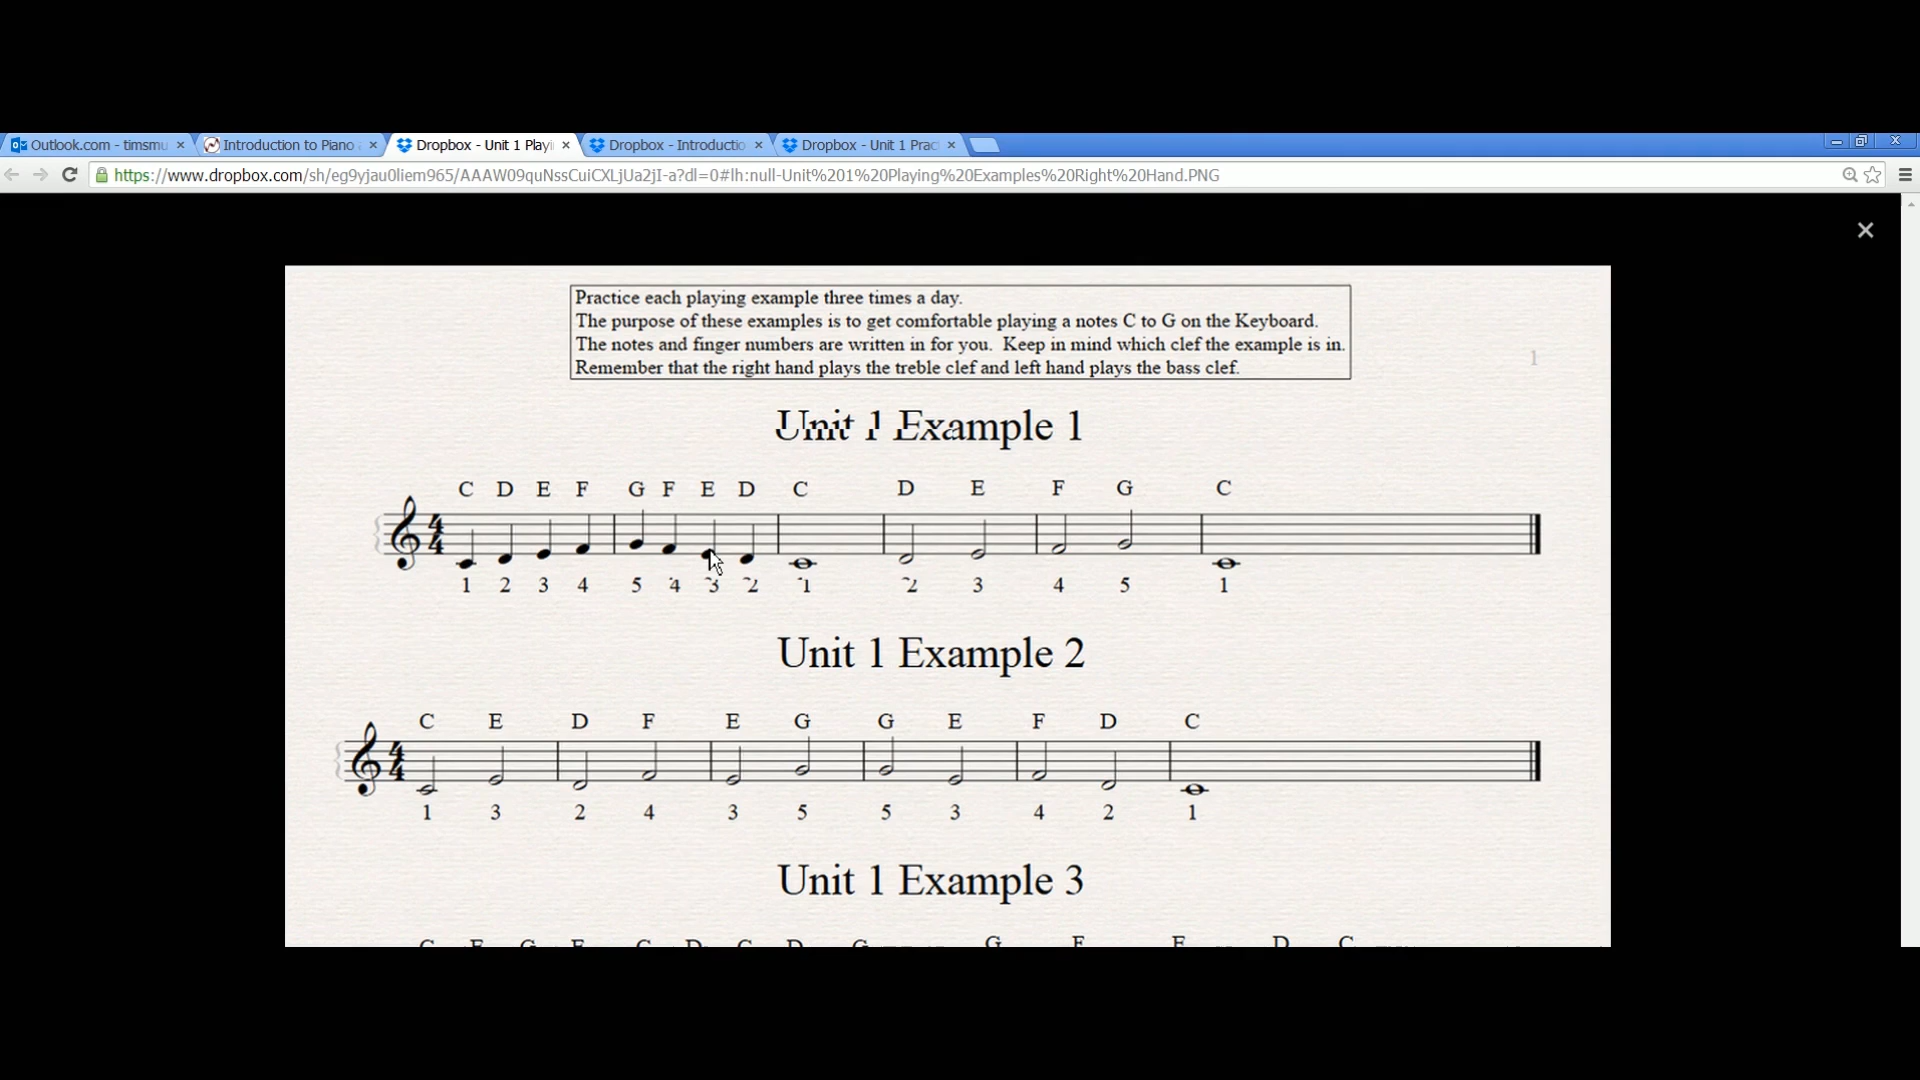 Outlook.com - timsmu
Introduction to Piano
Dropbox - Unit 1 Playi
Dropbox - Introductio
Dropbox - Unit 1 Prac
https://www.dropbox.com/sh/eg9yjau0liem965/AAAW09quNssCuiCXLjUa2jI-a?dl=0#lh:null-Unit%201%20Playing%20Examples%20Right%20Hand.PNG
Practice each playing example three times a day.
The purpose of these examples is to get comfortable playing a notes C to G on the Keyboard.
The notes and finger numbers are written in for you. Keep in mind which clef the example is in.
Remember that the right hand plays the treble clef and left hand plays the bass clef.
1
Unit 1 Example 1
C D E F G F E D C D E F G C
4
4
1 2 3 4 5 4 3 2 1 2 3 4 5 1
Unit 1 Example 2
C E D F E G G E F D C
4
4
1 3 2 4 3 5 5 3 4 2 1
Unit 1 Example 3